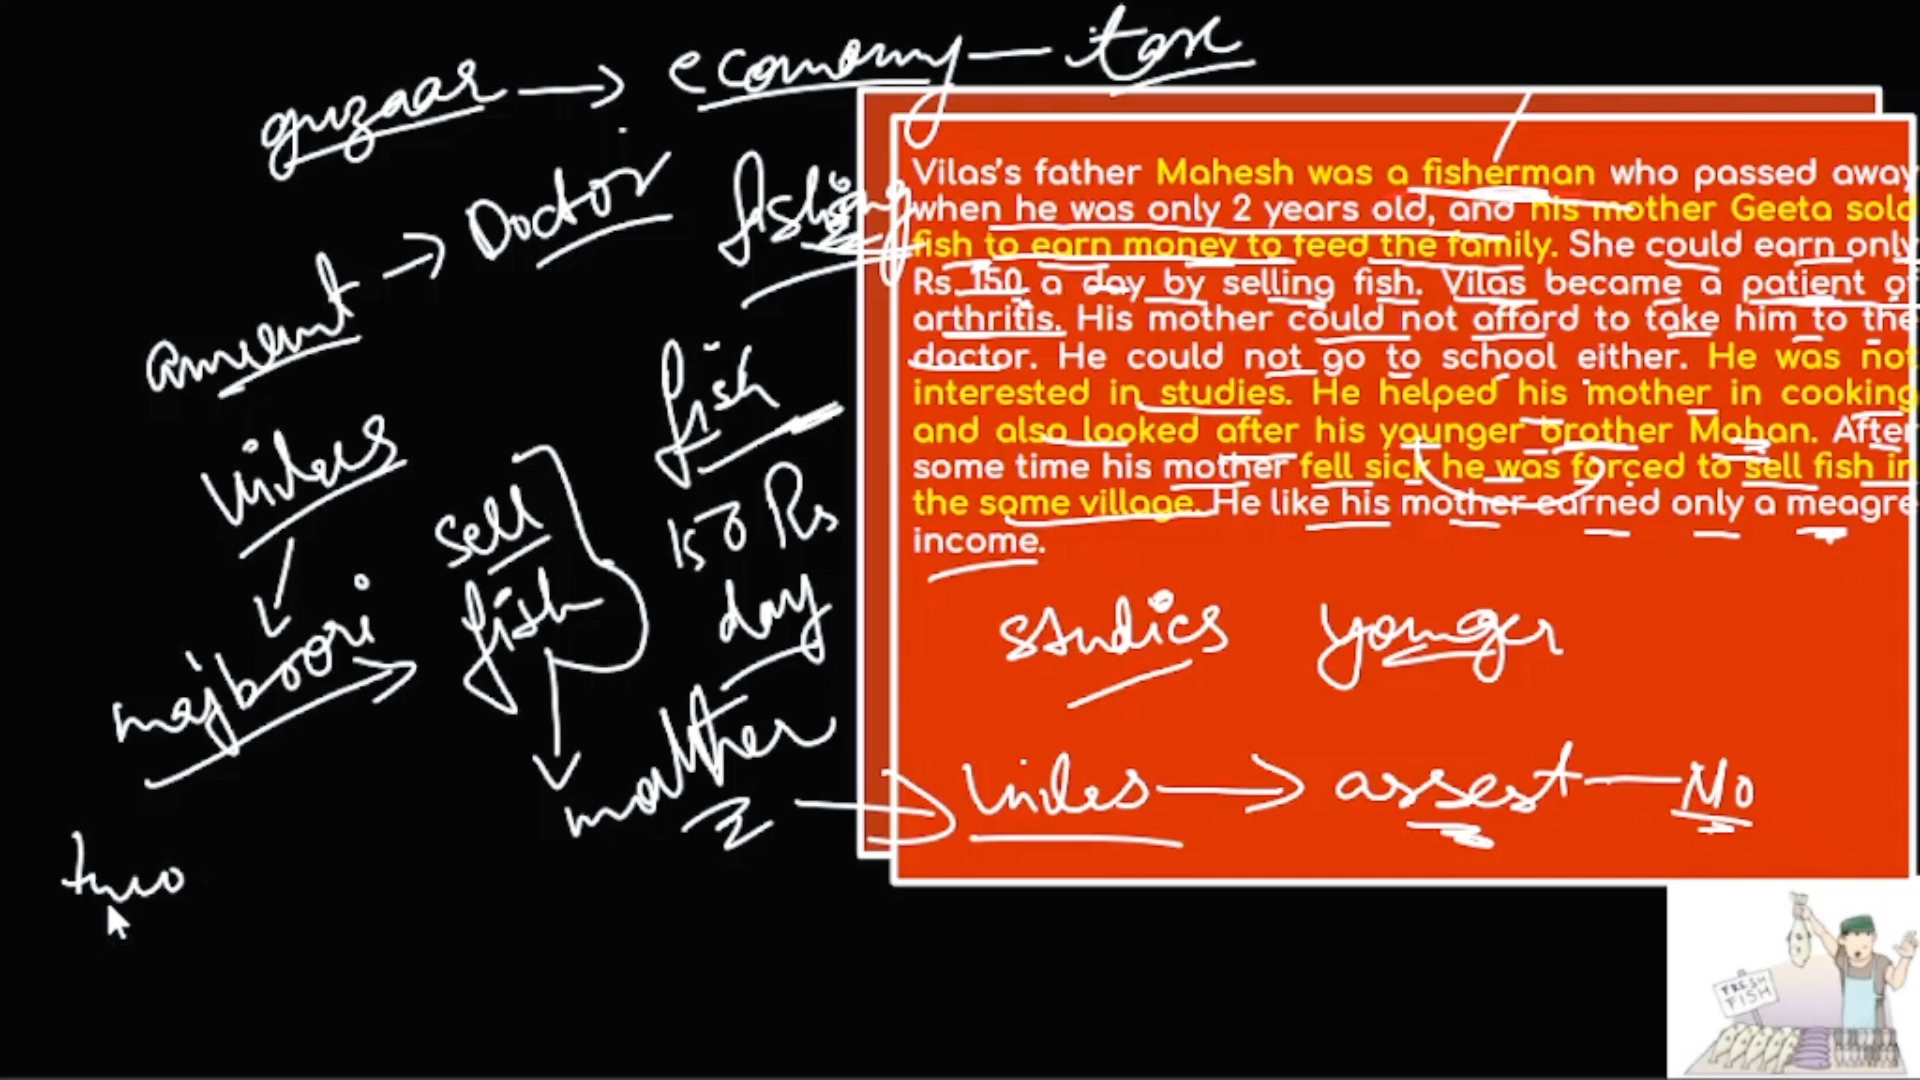 guzaar → economy — tax
Vilas's father Mahesh was a fisherman who passed away
when he was only 2 years old, and his mother Geeta sold
fish to earn money to feed the family. She could earn only
Rs 150 a day by selling fish. Vilas became a patient of
arthritis. His mother could not afford to take him to the
doctor. He could not go to school either. He was not
interested in studies. He helped his mother in cooking
and also looked after his younger brother Mohan. After
some time his mother fell sick he was forced to sell fish in
the same village. He like his mother earned only a meagre
income.
→ Doctor
fishing
fish
150 Rs
day
mother
Vilas
majboori →
sell
fish
studies younger
Vilas → assest — No
two
FRESH
FISH